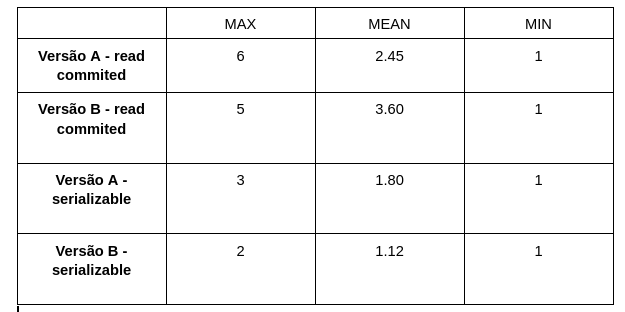 MAX MEAN MIN
Versão A - read 6 2.45 1
commited
Versão B - read 5 3.60 1
commited
Versão A - 3 1.80 1
serializable
Versão B - 2 1.12 1
serializable